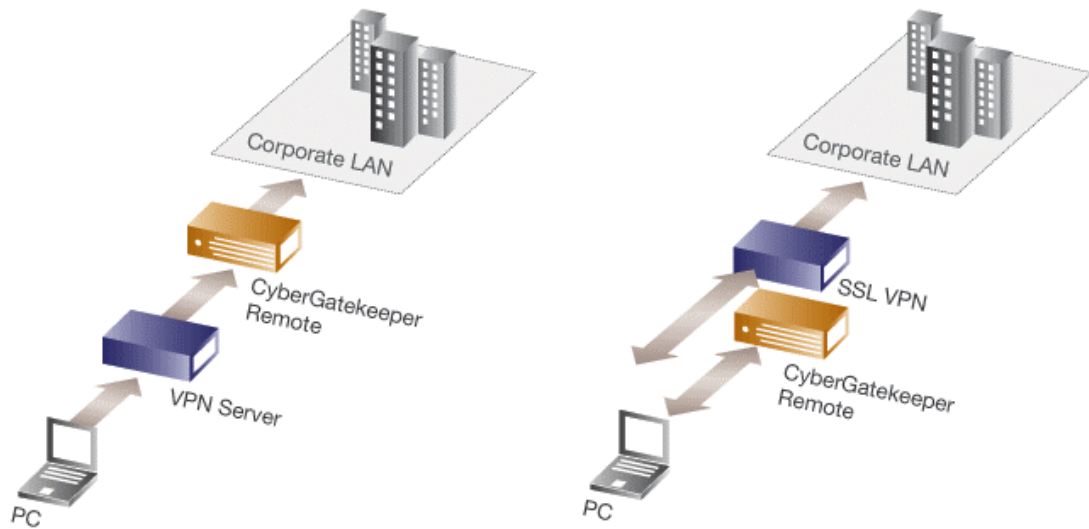 Corporate LAN
CyberGatekeeper
Remote
VPN Server
PC
Corporate LAN
SSL VPN
CyberGatekeeper
Remote
PC